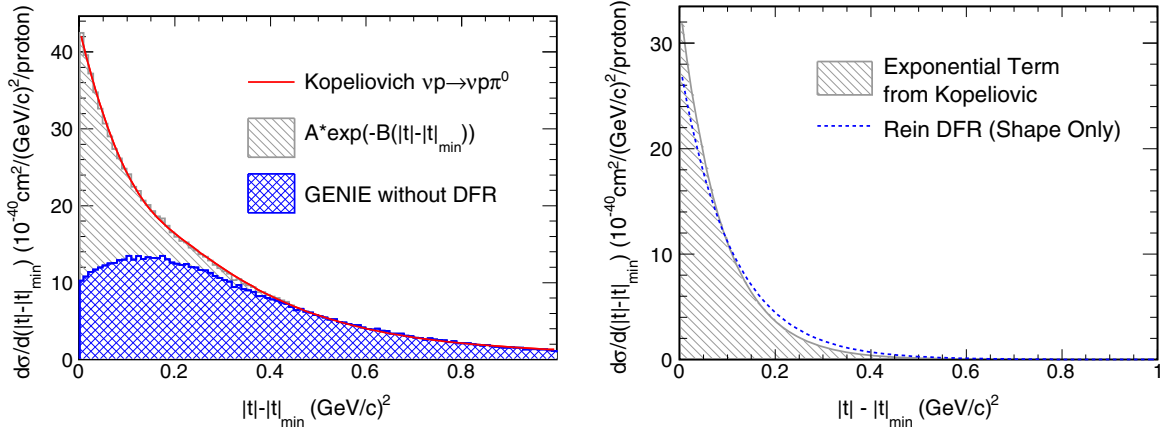 dσ/d(|t|-|t|min) (10-40cm2/(GeV/c)2/proton)
40
30
20
10
0
Kopeliovich νp→νpπ0
A*exp(-B(|t|-|t|min))
GENIE without DFR
0 0.2 0.4 0.6 0.8
|t|-|t|min (GeV/c)2
dσ/d(|t|-|t|min) (10-40cm2/(GeV/c)2/proton)
30
20
10
0
Exponential Term
from Kopeliovic
Rein DFR (Shape Only)
0 0.2 0.4 0.6 0.8 1
|t| - |t|min (GeV/c)2